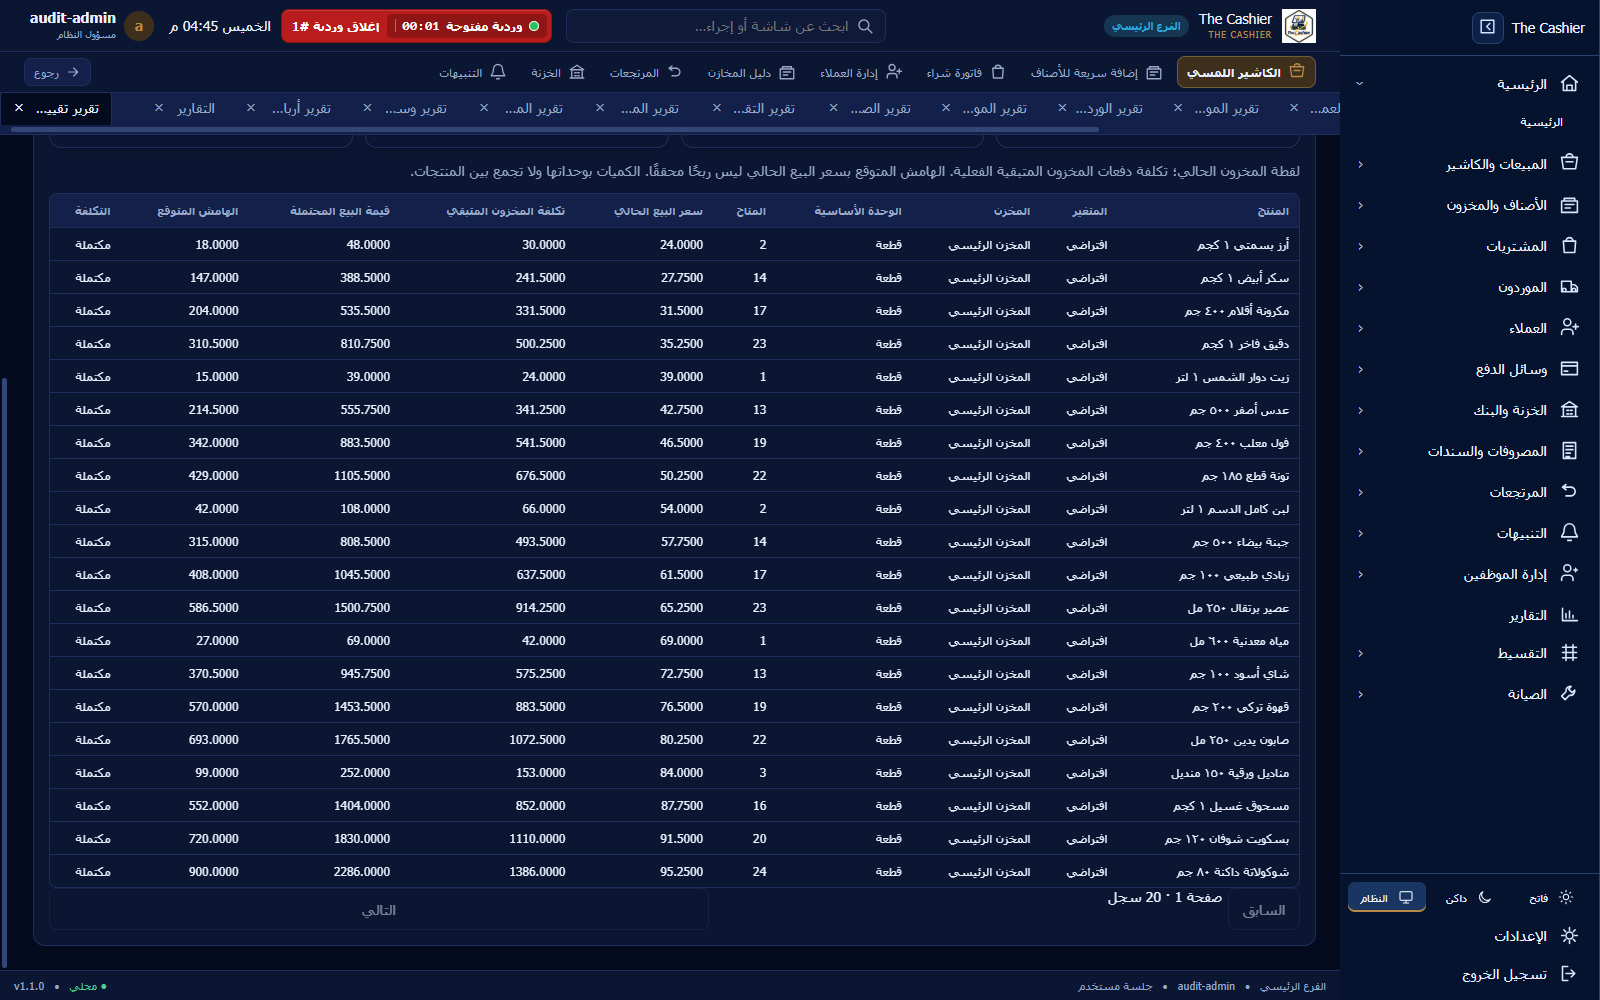 The Cashier
الرئيسية
الرئيسية
المبيعات والكاشير
الأصناف والمخزون
المشتريات
الموردون
العملاء
وسائل الدفع
الخزنة والبنك
المصروفات والسندات
المرتجعات
التنبيهات
إدارة الموظفين
التقارير
التقسيط
الصيانة
فاتح داكن النظام
الإعدادات
تسجيل الخروج
The Cashier
THE CASHIER
الفرع الرئيسي
ابحث عن شاشة أو إجراء...
وردية مفتوحة 00:01 إغلاق وردية #1
الخميس 04:45 م
a
audit-admin
مسؤول النظام
الكاشير اللمسي إضافة سريعة للأصناف فاتورة شراء إدارة العملاء دليل المخازن المرتجعات الخزنة التنبيهات
رجوع
العمـ... × تقرير المو... × تقرير الورد... × تقرير المو... × تقرير الص... × تقرير التق... × تقرير المـ... × تقرير المـ... × تقرير وسـ... × تقرير أربا... × التقارير × تقرير تقييـ... ×
لقطة المخزون الحالي؛ تكلفة دفعات المخزون المتبقية الفعلية. الهامش المتوقع بسعر البيع الحالي ليس ربحًا محققًا. الكميات بوحداتها ولا تجمع بين المنتجات.
المنتج المتغير المخزن الوحدة الأساسية المتاح سعر البيع الحالي تكلفة المخزون المتبقي قيمة البيع المحتملة الهامش المتوقع التكلفة
أرز بسمتي ١ كجم افتراضي المخزن الرئيسي قطعة 2 24.0000 30.0000 48.0000 18.0000 مكتملة
سكر أبيض ١ كجم افتراضي المخزن الرئيسي قطعة 14 27.7500 241.5000 388.5000 147.0000 مكتملة
مكرونة أقلام ٤٠٠ جم افتراضي المخزن الرئيسي قطعة 17 31.5000 331.5000 535.5000 204.0000 مكتملة
دقيق فاخر ١ كجم افتراضي المخزن الرئيسي قطعة 23 35.2500 500.2500 810.7500 310.5000 مكتملة
زيت دوار الشمس ١ لتر افتراضي المخزن الرئيسي قطعة 1 39.0000 24.0000 39.0000 15.0000 مكتملة
عدس أصفر ٥٠٠ جم افتراضي المخزن الرئيسي قطعة 13 42.7500 341.2500 555.7500 214.5000 مكتملة
فول معلب ٤٠٠ جم افتراضي المخزن الرئيسي قطعة 19 46.5000 541.5000 883.5000 342.0000 مكتملة
تونة قطع ١٨٥ جم افتراضي المخزن الرئيسي قطعة 22 50.2500 676.5000 1105.5000 429.0000 مكتملة
لبن كامل الدسم ١ لتر افتراضي المخزن الرئيسي قطعة 2 54.0000 66.0000 108.0000 42.0000 مكتملة
جبنة بيضاء ٥٠٠ جم افتراضي المخزن الرئيسي قطعة 14 57.7500 493.5000 808.5000 315.0000 مكتملة
زبادي طبيعي ١٠٠ جم افتراضي المخزن الرئيسي قطعة 17 61.5000 637.5000 1045.5000 408.0000 مكتملة
عصير برتقال ٢٥٠ مل افتراضي المخزن الرئيسي قطعة 23 65.2500 914.2500 1500.7500 586.5000 مكتملة
مياه معدنية ٦٠٠ مل افتراضي المخزن الرئيسي قطعة 1 69.0000 42.0000 69.0000 27.0000 مكتملة
شاي أسود ١٠٠ جم افتراضي المخزن الرئيسي قطعة 13 72.7500 575.2500 945.7500 370.5000 مكتملة
قهوة تركي ٢٠٠ جم افتراضي المخزن الرئيسي قطعة 19 76.5000 883.5000 1453.5000 570.0000 مكتملة
صابون يدين ٢٥٠ مل افتراضي المخزن الرئيسي قطعة 22 80.2500 1072.5000 1765.5000 693.0000 مكتملة
مناديل ورقية ١٥٠ منديل افتراضي المخزن الرئيسي قطعة 3 84.0000 153.0000 252.0000 99.0000 مكتملة
مسحوق غسيل ١ كجم افتراضي المخزن الرئيسي قطعة 16 87.7500 852.0000 1404.0000 552.0000 مكتملة
بسكويت شوفان ١٢٠ جم افتراضي المخزن الرئيسي قطعة 20 91.5000 1110.0000 1830.0000 720.0000 مكتملة
شوكولاتة داكنة ٨٠ جم افتراضي المخزن الرئيسي قطعة 24 95.2500 1386.0000 2286.0000 900.0000 مكتملة
السابق صفحة 1 · 20 سجل التالي
الفرع الرئيسي • audit-admin • جلسة مستخدم
محلي • v1.1.0